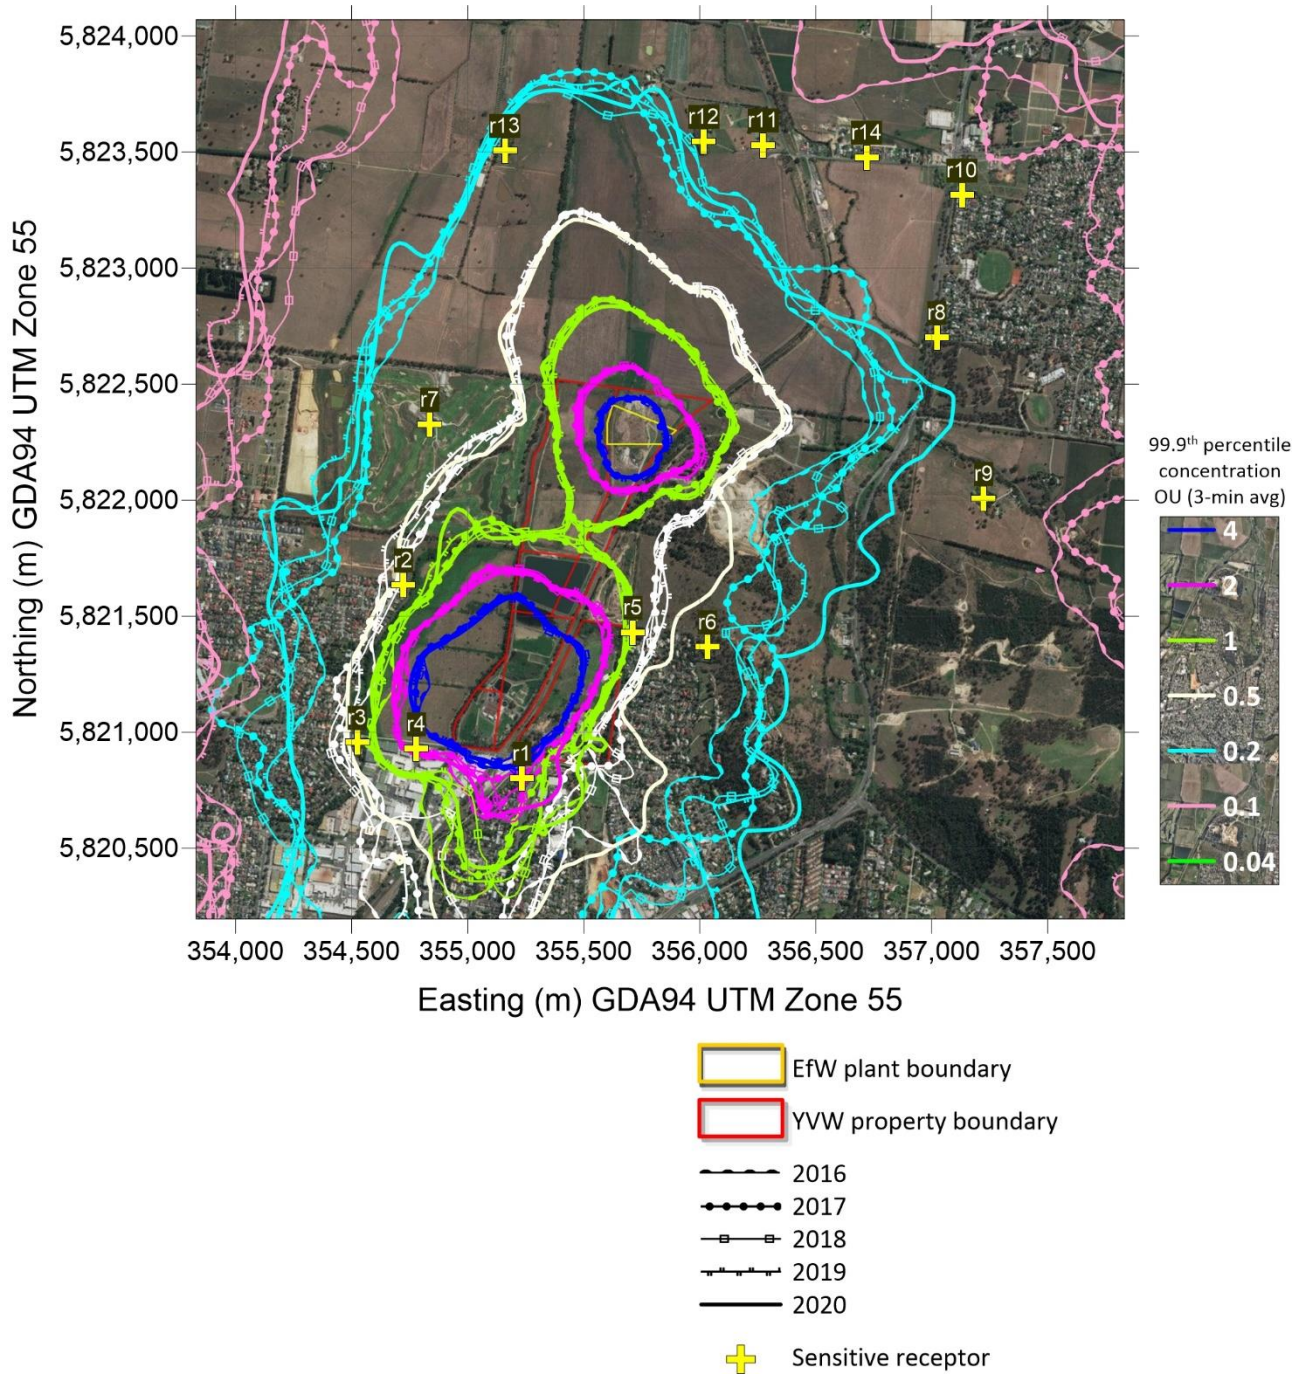 5,824,000
5,823,500
5,823,000
5,822,500
5,822,000
5,821,500
5,821,000
5,820,500
Northing (m) GDA94 UTM Zone 55
r13
r12
r11
r14
r10
r8
r7
r9
r2
r5
r6
r3
r4
r1
354,000 354,500 355,000 355,500 356,000 356,500 357,000 357,500
Easting (m) GDA94 UTM Zone 55
99.9th percentile
concentration
OU (3-min avg)
4
2
1
0.5
0.2
0.1
0.04
EfW plant boundary
YVW property boundary
2016
2017
2018
2019
2020
Sensitive receptor